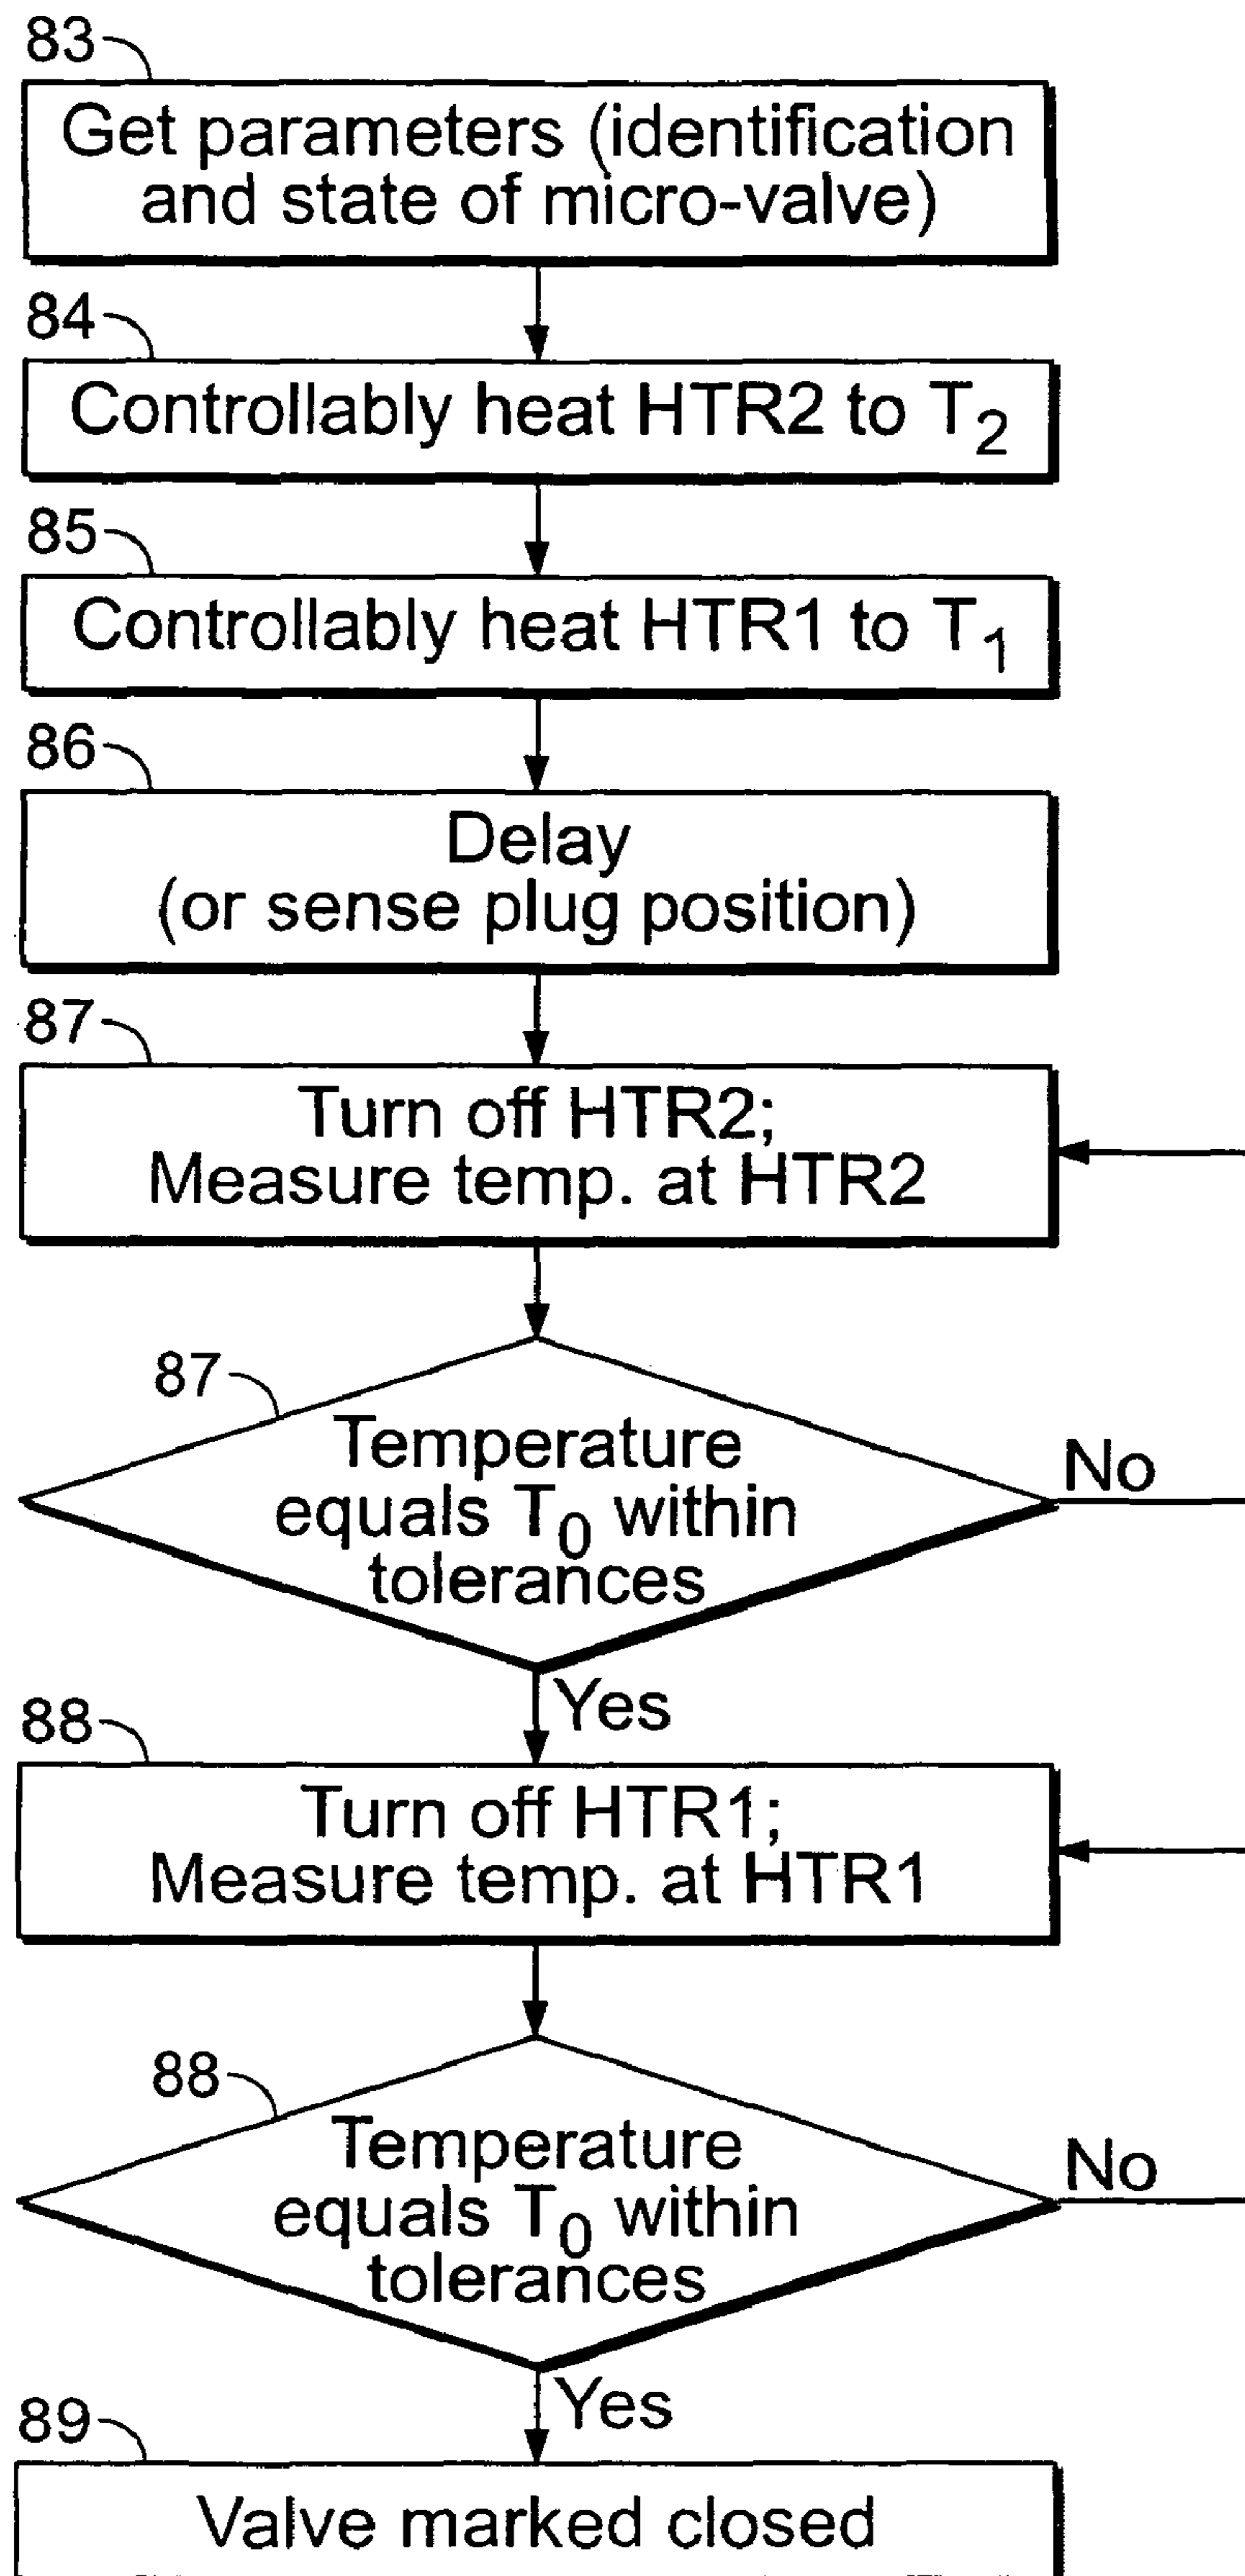 83
Get parameters (identification
and state of micro-valve)
84
Controllably heat HTR2 to T2
85
Controllably heat HTR1 to T1
86
Delay
(or sense plug position)
87
Turn off HTR2;
Measure temp. at HTR2
87
Temperature
equals T0 within
tolerances
No
Yes
88
Turn off HTR1;
Measure temp. at HTR1
88
Temperature
equals T0 within
tolerances
No
Yes
89
Valve marked closed